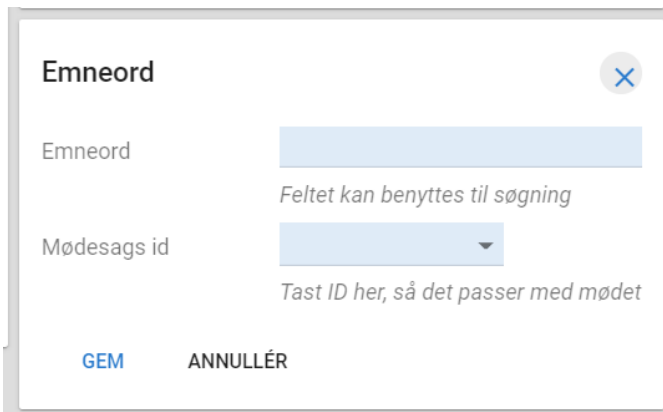 Emneord
Emneord
Feltet kan benyttes til søgning
Mødesags id
Tast ID her, så det passer med mødet
GEM ANNULLÉR